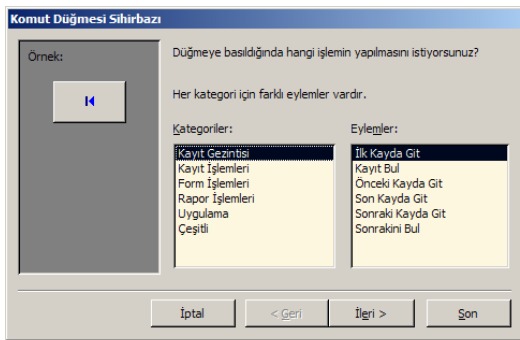 Komut Düğmesi Sihirbazı
Örnek:
Düğmeye basıldığında hangi işlemin yapılmasını istiyorsunuz?
Her kategori için farklı eylemler vardır.
Kategoriler:
Kayıt Gezintisi
Kayıt İşlemleri
Form İşlemleri
Rapor İşlemleri
Uygulama
Çeşitli
Eylemler:
İlk Kayda Git
Kayıt Bul
Önceki Kayda Git
Son Kayda Git
Sonraki Kayda Git
Sonrakini Bul
İptal
< Geri
İleri >
Son